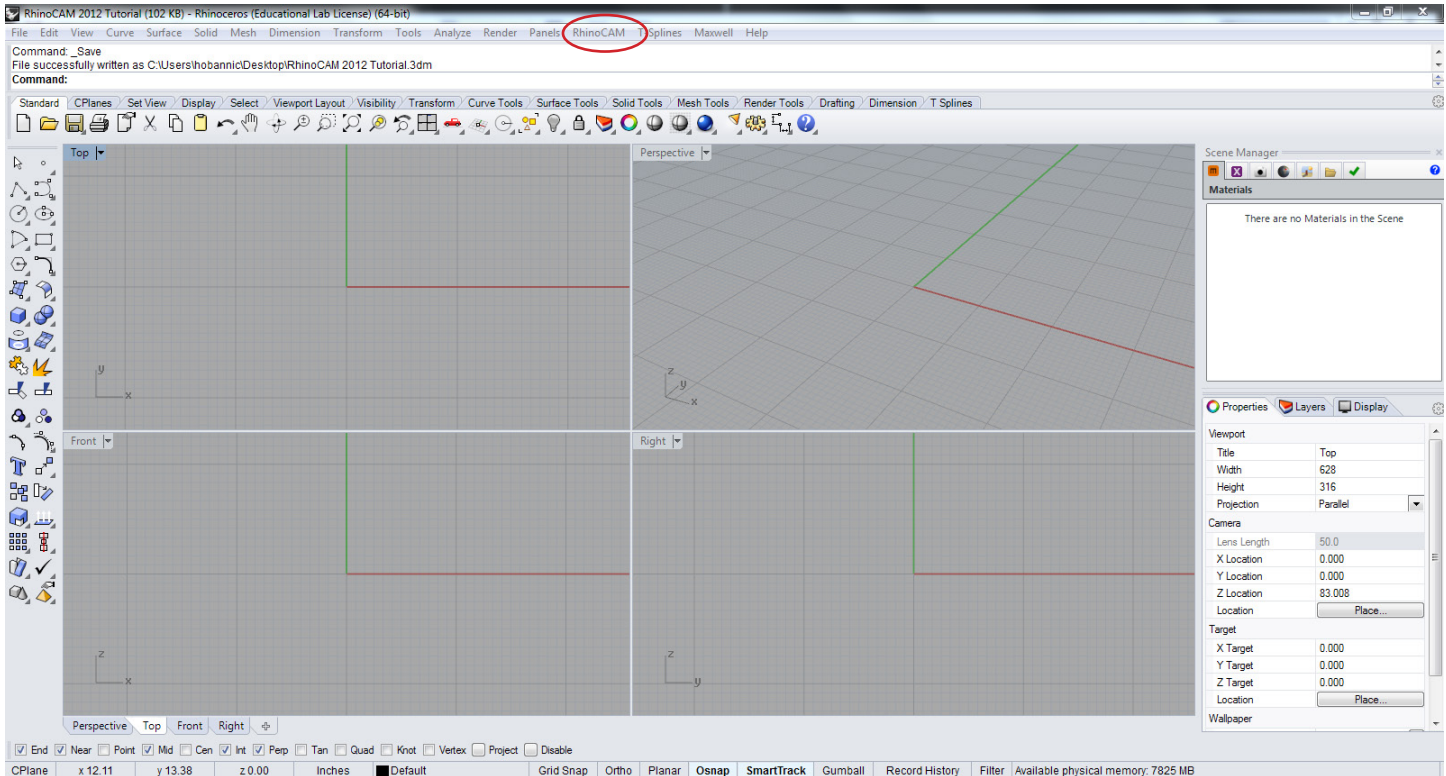 RhinoCAM 2012 Tutorial (102 KB) - Rhinoceros (Educational Lab License) (64-bit)
File Edit View Curve Surface Solid Mesh Dimension Transform Tools Analyze Render Panels RhinoCAM T-Splines Maxwell Help
Command: _Save
File successfully written as C:\Users\hobannic\Desktop\RhinoCAM 2012 Tutorial.3dm
Command:
Standard CPlanes Set View Display Select Viewport Layout Visibility Transform Curve Tools Surface Tools Solid Tools Mesh Tools Render Tools Drafting Dimension T Splines
Top
Perspective
Scene Manager
Materials
There are no Materials in the Scene
y
x
z
y
x
Properties Layers Display
Front
Right
Viewport
Title Top
Width 628
Height 316
Projection Parallel
Camera
Lens Length 50.0
X Location 0.000
Y Location 0.000
Z Location 83.008
Location Place...
Target
X Target 0.000
Y Target 0.000
Z Target 0.000
Location Place...
Wallpaper
z
x
z
y
Perspective Top Front Right
End Near Point Mid Cen Int Perp Tan Quad Knot Vertex Project Disable
CPlane x 12.11 y 13.38 z 0.00 Inches Default Grid Snap Ortho Planar Osnap SmartTrack Gumball Record History Filter Available physical memory: 7825 MB